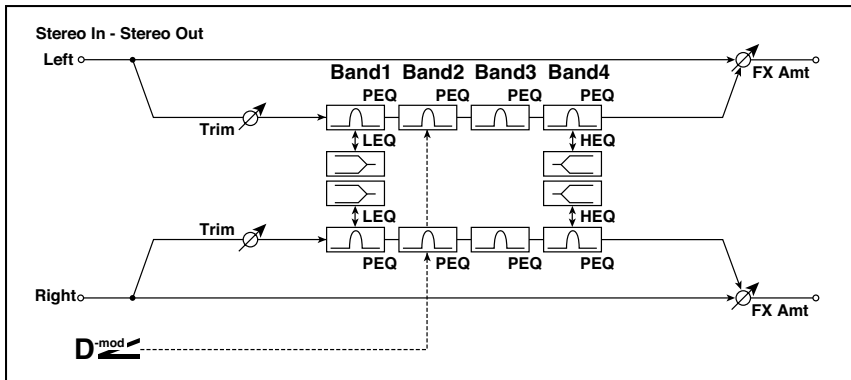 Stereo In - Stereo Out
Left
Band1 Band2 Band3 Band4
FX Amt
PEQ PEQ PEQ PEQ
Trim
LEQ HEQ
Trim
LEQ HEQ
PEQ PEQ PEQ PEQ
Right
FX Amt
D-mod